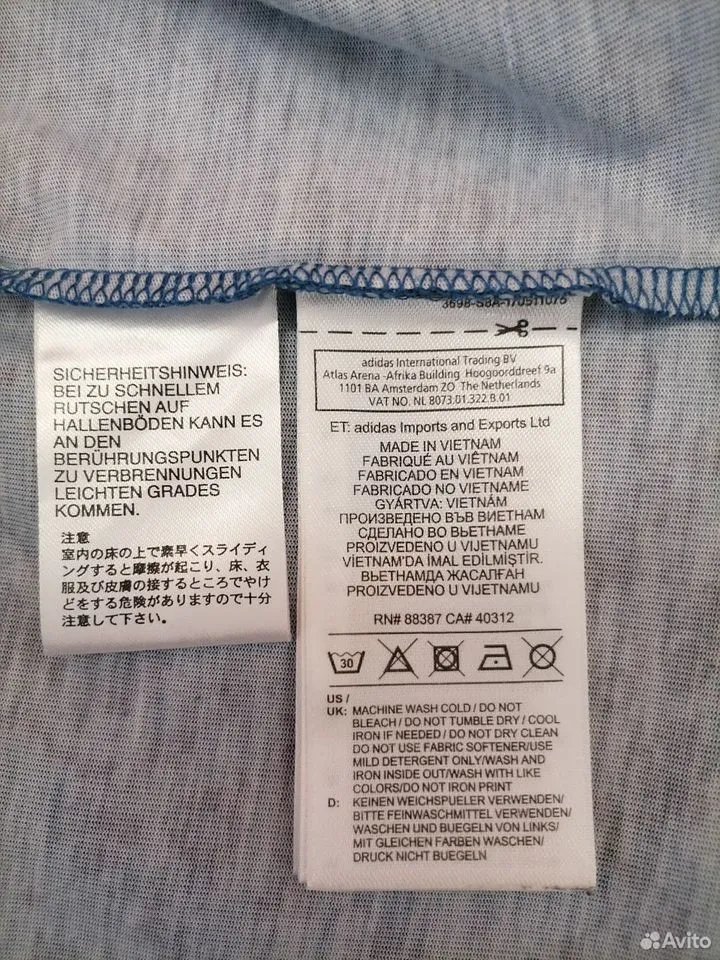 SICHERHEITSHINWEIS:
BEI ZU SCHNELLEM
RUTSCHEN AUF
HALLENBÖDEN KANN ES
AN DEN
BERÜHRUNGSPUNKTEN
ZU VERBRENNUNGEN
LEICHTEN GRADES
KOMMEN.
注意
室内の床の上で素早くスライディ
ングすると摩擦が起こり、床、衣
服及び皮膚の接するところでやけ
どをする危険がありますので十分
注意して下さい。
3698-S8A-170511078
adidas International Trading BV
Atlas Arena -Afrika Building Hoogoorddreef 9a
1101 BA Amsterdam ZO The Netherlands
VAT NO. NL 8073.01.322.B.01
ET: adidas Imports and Exports Ltd
MADE IN VIETNAM
FABRIQUÉ AU VIÊTNAM
FABRICADO EN VIETNAM
FABRICADO NO VIETNAME
GYÁRTVA: VIETNAM
ПРОИЗВЕДЕНО ВЪВ ВИЕТНАМ
СДЕЛАНО ВО ВЬЕТНАМЕ
PROIZVEDENO U VIJETNAMU
VİETNAM'DA İMAL EDİLMİŞTİR.
ВЬЕТНАМДА ЖАСАЛҒАН
PROIZVEDENO U VIJETNAMU
RN# 88387 CA# 40312
30
US /
UK: MACHINE WASH COLD / DO NOT
BLEACH / DO NOT TUMBLE DRY / COOL
IRON IF NEEDED / DO NOT DRY CLEAN
DO NOT USE FABRIC SOFTENER/USE
MILD DETERGENT ONLY/WASH AND
IRON INSIDE OUT/WASH WITH LIKE
COLORS/DO NOT IRON PRINT
D: KEINEN WEICHSPUELER VERWENDEN/
BITTE FEINWASCHMITTEL VERWENDEN/
WASCHEN UND BUEGELN VON LINKS/
MIT GLEICHEN FARBEN WASCHEN/
DRUCK NICHT BUEGELN
Avito